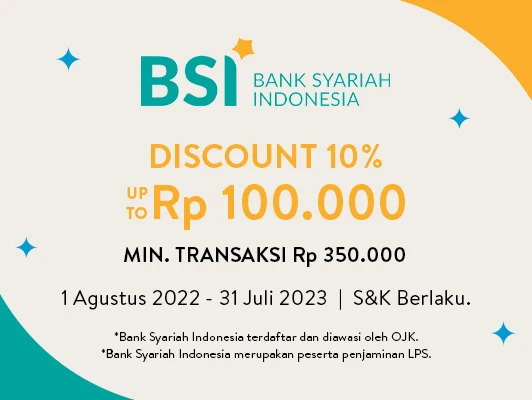 BSI BANK SYARIAH
INDONESIA
DISCOUNT 10%
UP
TO Rp 100.000
MIN. TRANSAKSI Rp 350.000
1 Agustus 2022 - 31 Juli 2023 | S&K Berlaku.
*Bank Syariah Indonesia terdaftar dan diawasi oleh OJK.
*Bank Syariah Indonesia merupakan peserta penjaminan LPS.